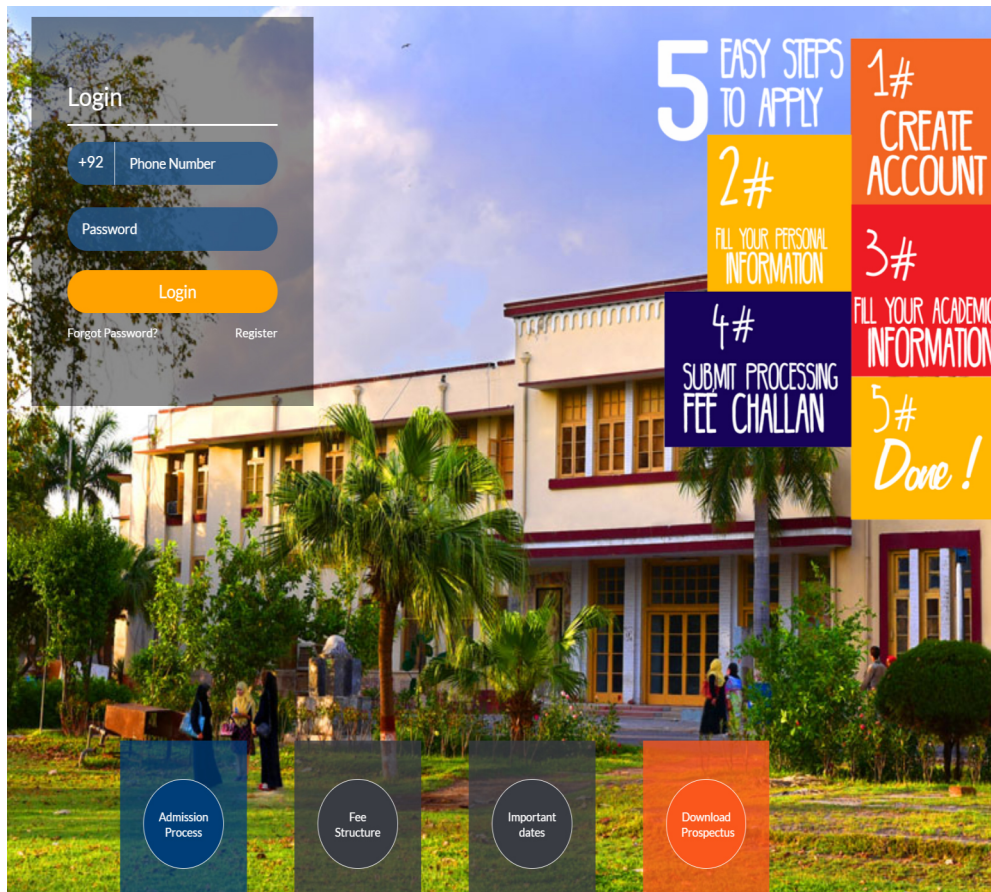 Login
+92 Phone Number
Password
Login
Forgot Password? Register
5 EASY STEPS
TO APPLY
1#
CREATE
ACCOUNT
2#
FILL YOUR PERSONAL
INFORMATION
3#
FILL YOUR ACADEMIC
INFORMATION
4#
SUBMIT PROCESSING
FEE CHALLAN
5#
Done !
Admission
Process
Fee
Structure
Important
dates
Download
Prospectus